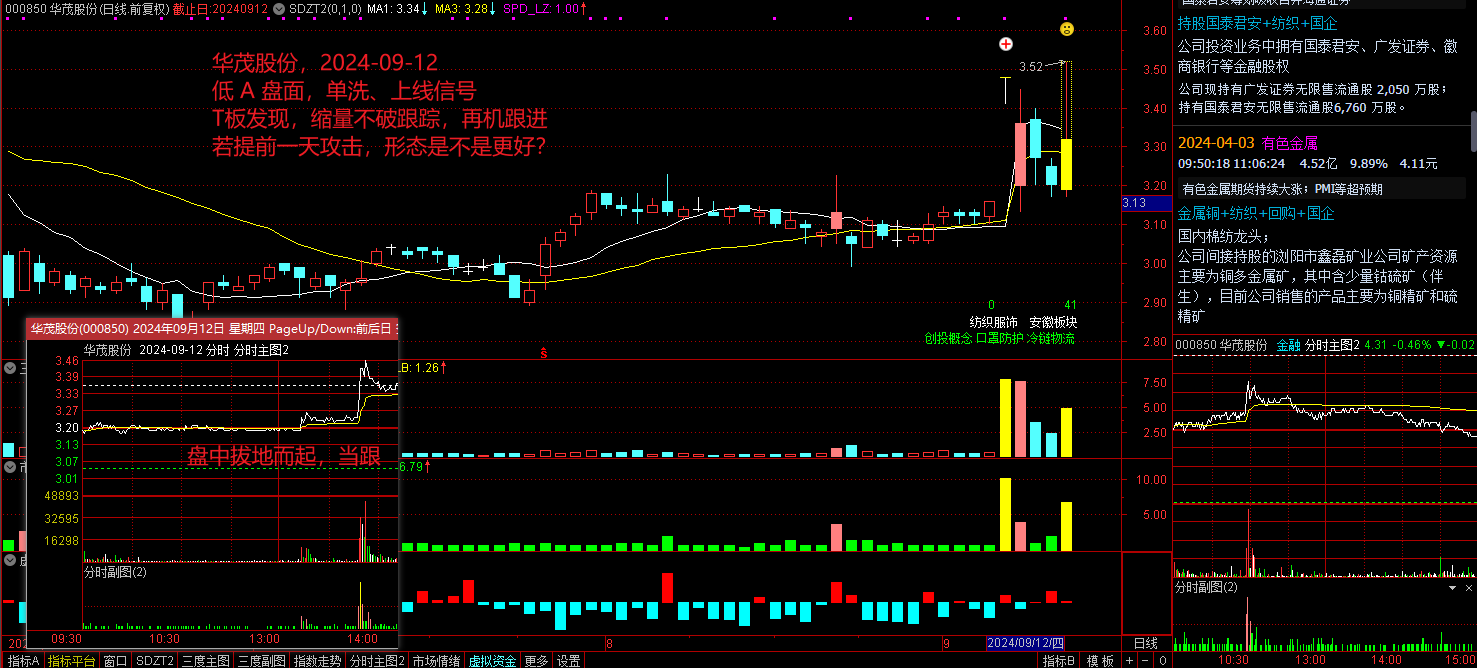 000850 华茂股份(日线.前复权) 截止日:20240912 SDZT2(0,1,0) MA1: 3.34↓ MA3: 3.28↓ SPD_LZ: 1.00↑
华茂股份，2024-09-12
低 A 盘面，单洗、上线信号
T板发现，缩量不破跟踪，再机跟进
若提前一天攻击，形态是不是更好?
3.52
T
3.60
3.50
3.40
3.30
3.20
3.13
3.10
3.00
2.90
2.80
0
41
纺织服饰 安徽板块
创投概念 口罩防护 冷链物流
华茂股份(000850) 2024年09月12日 星期四 PageUp/Down:前后日
华茂股份 2024-09-12 分时 分时主图2
3.46
3.39
3.33
3.27
3.20
3.13
3.07
3.01
48893
32595
16298
盘中拔地而起，当跟
分时副图(2)
09:30 10:30 13:00 14:00
B: 1.26↑
7.50
5.00
2.50
6.79↑
10.00
5.00
8
9
2024/09/12/四
日线
指标A 指标平台 窗口 SDZT2 三度主图 三度副图 指数走势 分时主图2 市场情绪 虚拟资金 更多 设置
指标B 模板 + - 0
持股国泰君安+纺织+国企
公司投资业务中拥有国泰君安、广发证券、徽
商银行等金融股权
公司现持有广发证券无限售流通股 2,050 万股；
持有国泰君安无限售流通股6,760 万股。
2024-04-03 有色金属
09:50:18 11:06:24 4.52亿 9.89% 4.11元
有色金属期货持续大涨；PMI等超预期
金属铜+纺织+回购+国企
国内棉纺龙头；
公司间接持股的浏阳市鑫磊矿业公司矿产资源
主要为铜多金属矿，其中含少量钴硫矿（伴
生），目前公司销售的产品主要为铜精矿和硫
精矿
000850 华茂股份 金融 分时主图2 4.31 -0.46% ▼-0.02
分时副图(2)
10:30 13:00 14:00 15:00